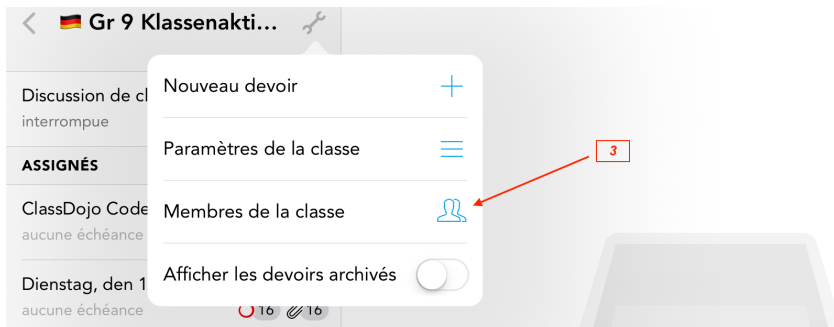 Gr 9 Klassenakti...
Nouveau devoir
Discussion de cl
interrompue
Paramètres de la classe
3
ASSIGNÉS
ClassDojo Code
Membres de la classe
aucune échéance
Afficher les devoirs archivés
Dienstag, den 1
aucune échéance
16 16